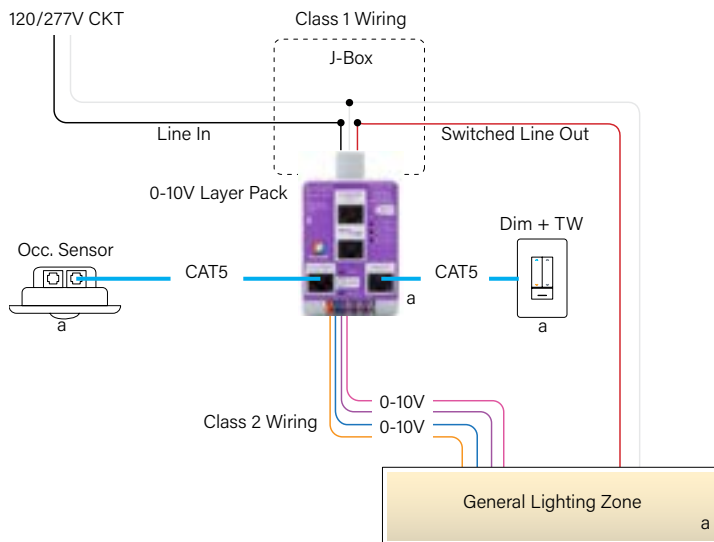 120/277V CKT
Class 1 Wiring
J-Box
Line In
Switched Line Out
0-10V Layer Pack
Dim + TW
Occ. Sensor
CAT5
CAT5
a
a
a
0-10V
Class 2 Wiring
0-10V
General Lighting Zone
a